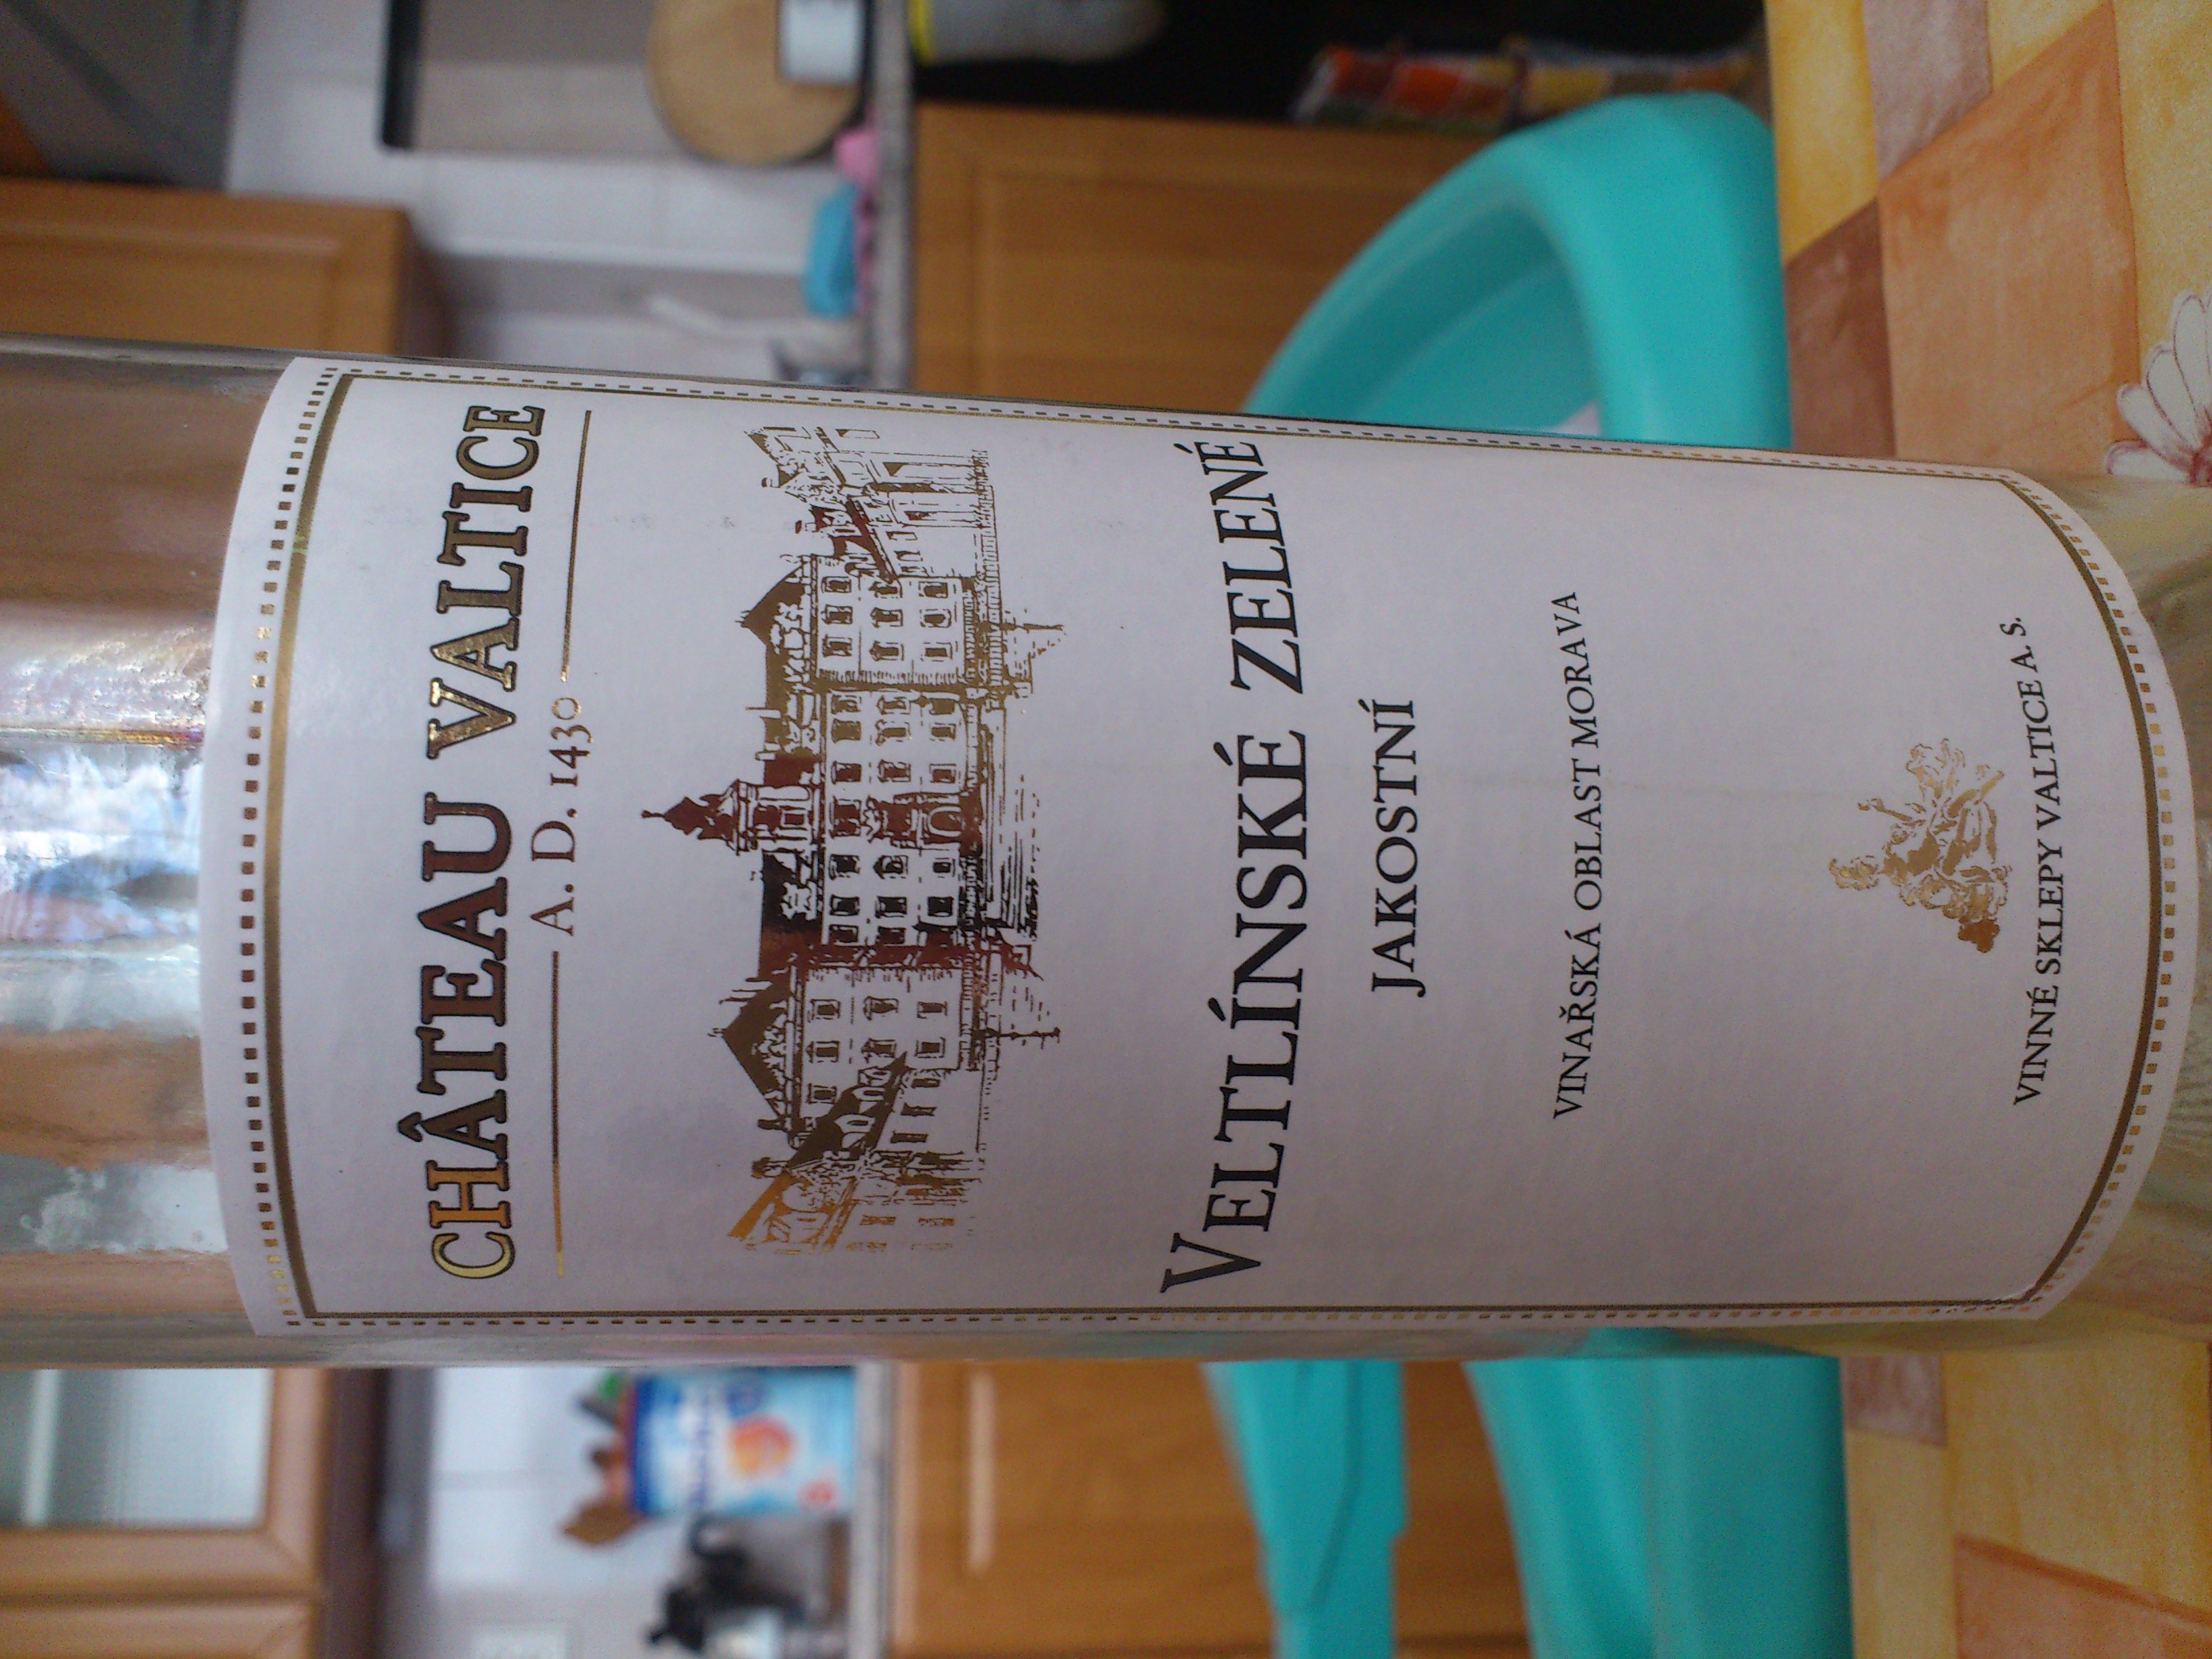 CHÂTEAU VALTICE
A. D. 1430
VELTLÍNSKÉ ZELENÉ
JAKOSTNÍ
VINAŘSKÁ OBLAST MORAVA
VINNÉ SKLEPY VALTICE A. S.